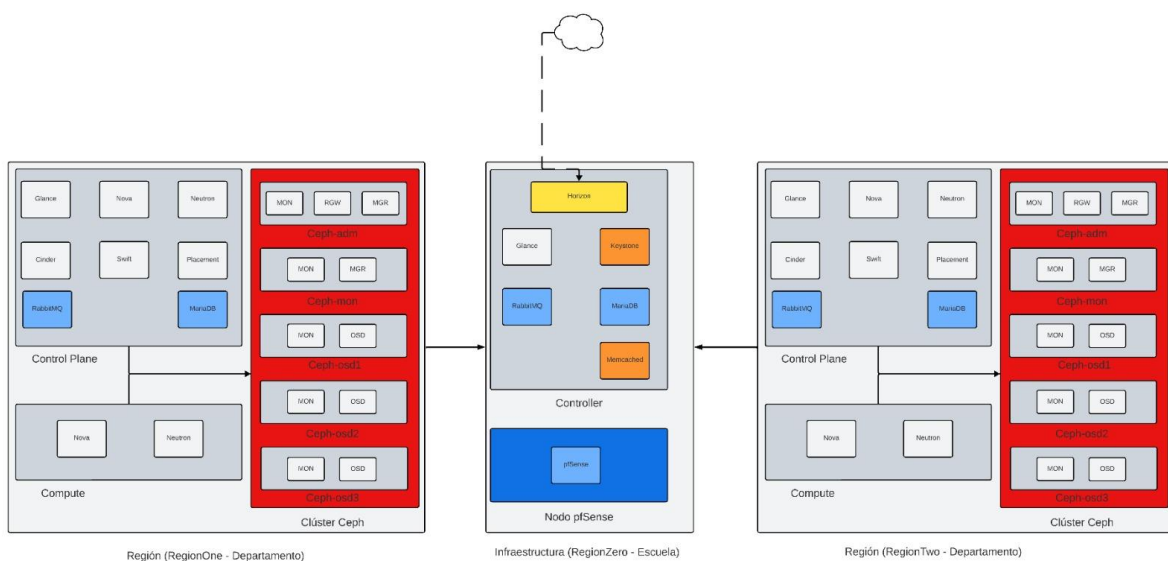 Glance
Nova
Neutron
Cinder
Swift
Placement
RabbitMQ
MariaDB
Control Plane
Nova
Neutron
Compute
MON
RGW
MGR
Ceph-adm
MON
MGR
Ceph-mon
MON
OSD
Ceph-osd1
MON
OSD
Ceph-osd2
MON
OSD
Ceph-osd3
Clúster Ceph
Región (RegionOne - Departamento)
Horizon
Glance
Keystone
RabbitMQ
MariaDB
Memcached
Controller
pfSense
Nodo pfSense
Infraestructura (RegionZero - Escuela)
Glance
Nova
Neutron
Cinder
Swift
Placement
RabbitMQ
MariaDB
Control Plane
Nova
Neutron
Compute
MON
RGW
MGR
Ceph-adm
MON
MGR
Ceph-mon
MON
OSD
Ceph-osd1
MON
OSD
Ceph-osd2
MON
OSD
Ceph-osd3
Clúster Ceph
Región (RegionTwo - Departamento)